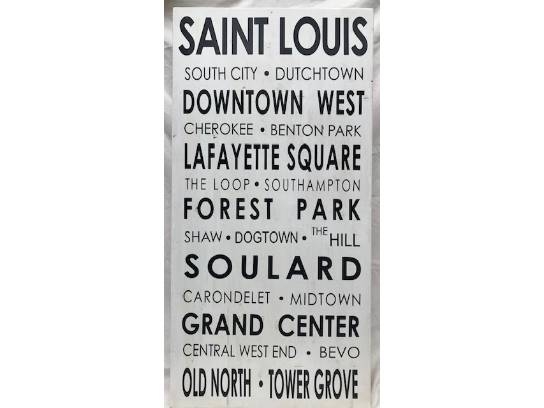 SAINT LOUIS
SOUTH CITY • DUTCHTOWN
DOWNTOWN WEST
CHEROKEE • BENTON PARK
LAFAYETTE SQUARE
THE LOOP • SOUTHAMPTON
FOREST PARK
SHAW • DOGTOWN • THE HILL
SOULARD
CARONDELET • MIDTOWN
GRAND CENTER
CENTRAL WEST END • BEVO
OLD NORTH • TOWER GROVE